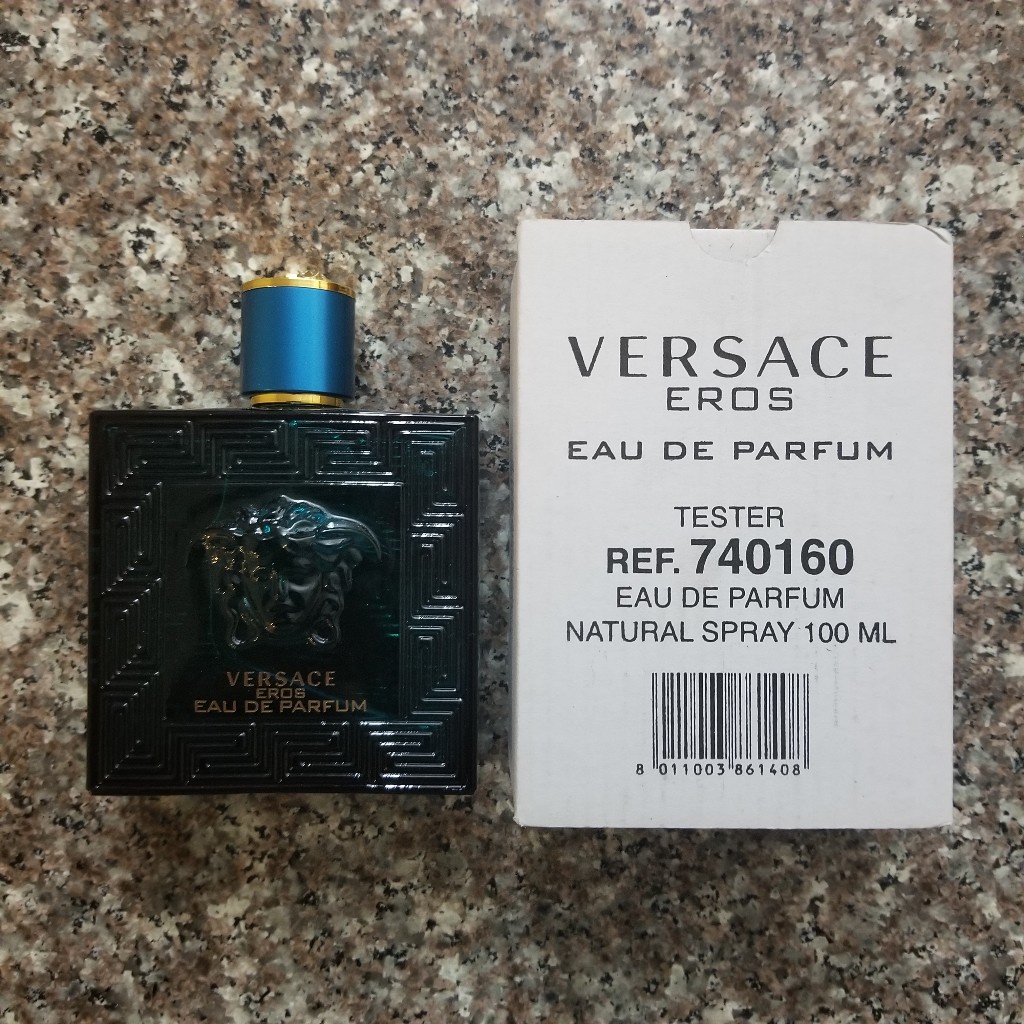 VERSACE
EROS
EAU DE PARFUM
VERSACE
EROS
EAU DE PARFUM
TESTER
REF. 740160
EAU DE PARFUM
NATURAL SPRAY 100 ML
8 011003 861408